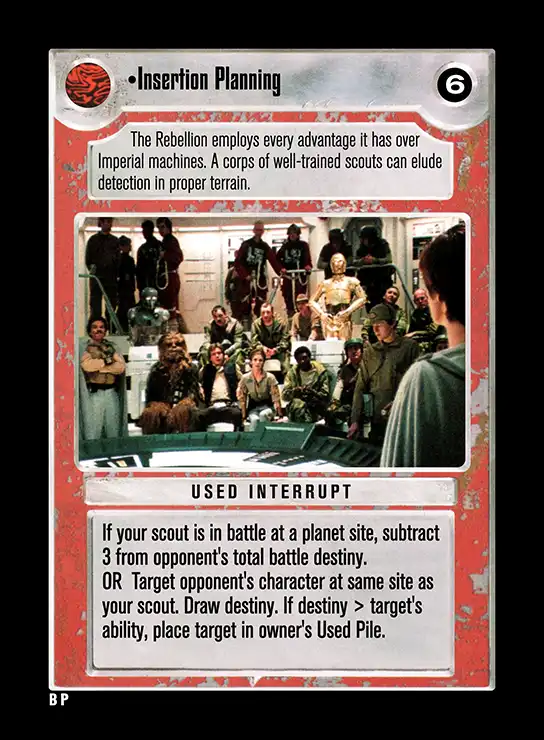 •Insertion Planning
6
The Rebellion employs every advantage it has over
Imperial machines. A corps of well-trained scouts can elude
detection in proper terrain.
USED INTERRUPT
If your scout is in battle at a planet site, subtract
3 from opponent's total battle destiny.
OR Target opponent's character at same site as
your scout. Draw destiny. If destiny > target's
ability, place target in owner's Used Pile.
B P